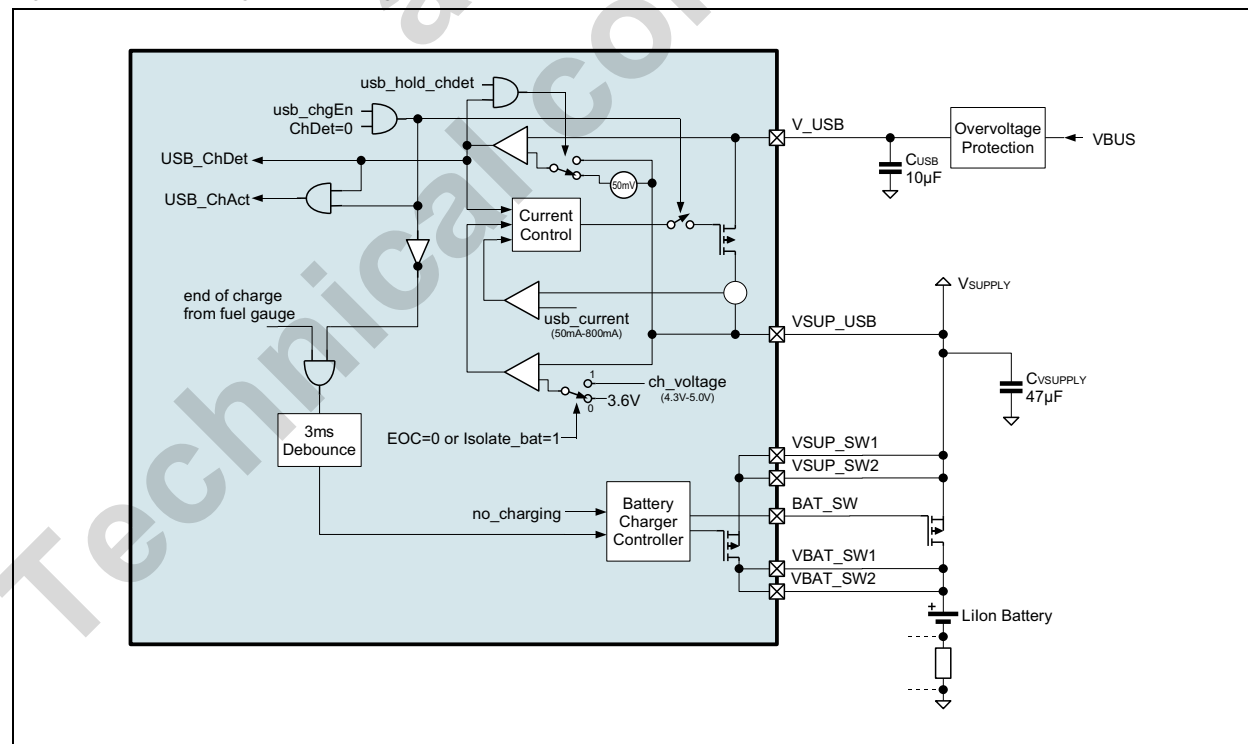 Technical con
usb_hold_chdet
usb_chgEn
ChDet=0
USB_ChDet
USB_ChAct
50mV
Current
Control
end of charge
from fuel gauge
usb_current
(50mA-800mA)
1
ch_voltage
(4.3V-5.0V)
3.6V
0
EOC=0 or Isolate_bat=1
3ms
Debounce
no_charging
Battery
Charger
Controller
V_USB
Overvoltage
Protection
VBUS
CUSB
10µF
VSUPPLY
VSUP_USB
CVSUPPLY
47µF
VSUP_SW1
VSUP_SW2
BAT_SW
VBAT_SW1
VBAT_SW2
+
LiIon Battery